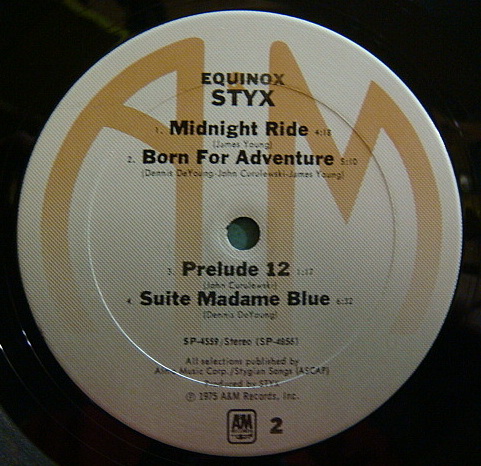 EQUINOX
STYX
1. Midnight Ride 4:18
(James Young)
2. Born For Adventure 5:10
(Dennis DeYoung-John Curulewski-James Young)
3. Prelude 12 1:17
(John Curulewski)
4. Suite Madame Blue 6:32
(Dennis DeYoung)
SP-4559/Stereo (SP-4856)
All selections published by
Almo Music Corp./Stygian Songs (ASCAP)
Produced by STYX
℗ 1975 A&M Records, Inc.
A&M
RECORDS
2